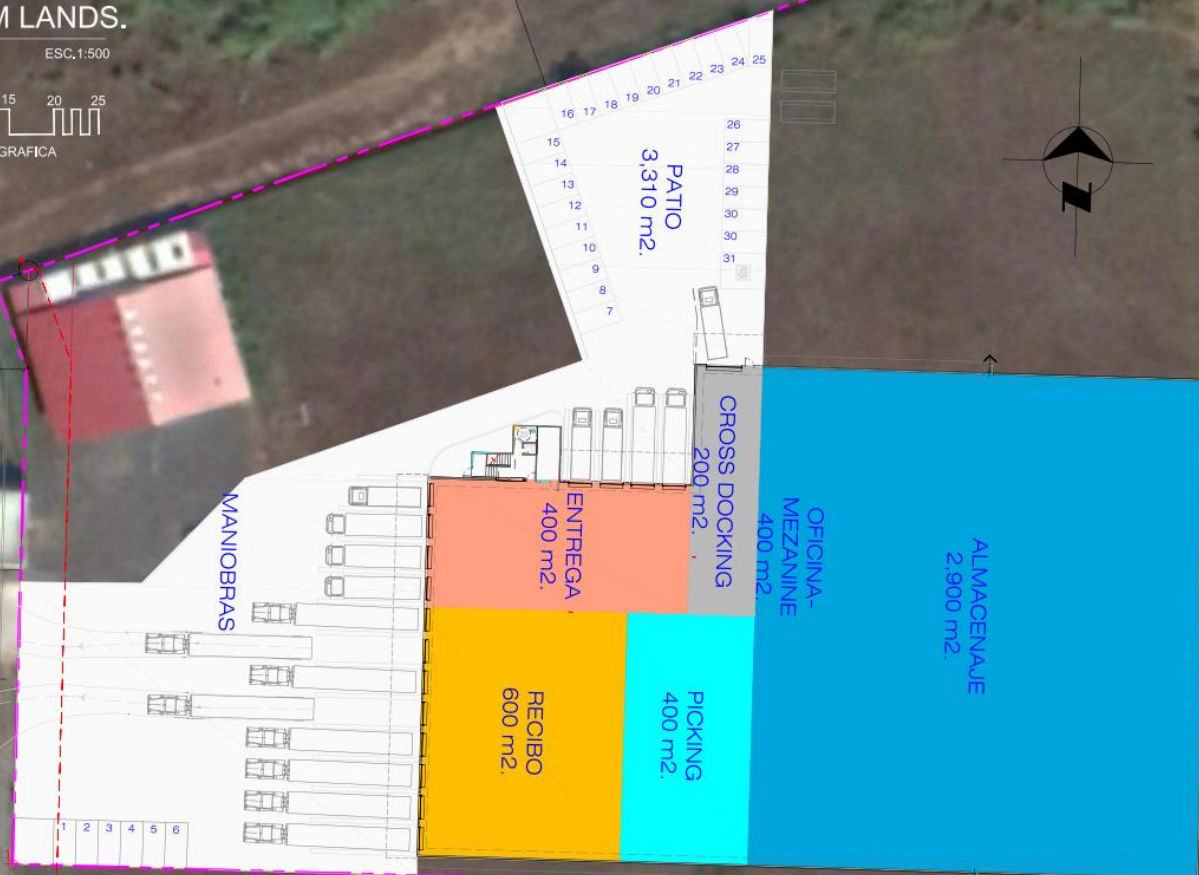 M LANDS.
ESC.1:500
15 20 25
GRAFICA
PATIO
3,310 m2.
16 17 18 19 20 21 22 23 24 25
15
14
13
12
11
10
9
8
7
26
27
28
29
30
30
31
N
CROSS DOCKING
200 m2.
ENTREGA
400 m2.
OFICINA-
MEZANINE
400 m2.
ALMACENAJE
2,900 m2.
MANIOBRAS
RECIBO
600 m2.
PICKING
400 m2.
1 2 3 4 5 6